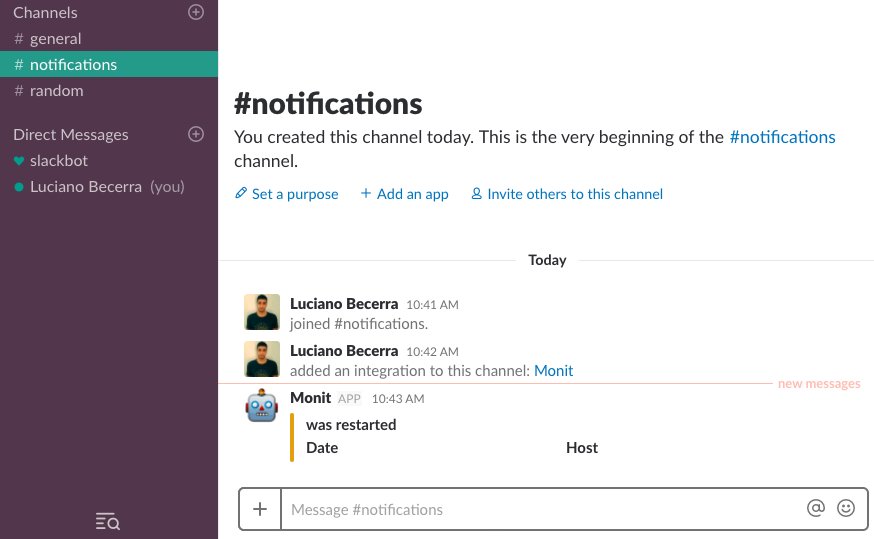 Channels
# general
# notifications
# random
Direct Messages
slackbot
Luciano Becerra (you)
#notifications
You created this channel today. This is the very beginning of the #notifications
channel.
Set a purpose + Add an app Invite others to this channel
Today
Luciano Becerra 10:41 AM
joined #notifications.
Luciano Becerra 10:42 AM
added an integration to this channel: Monit
new messages
Monit APP 10:43 AM
was restarted
Date Host
+ Message #notifications @